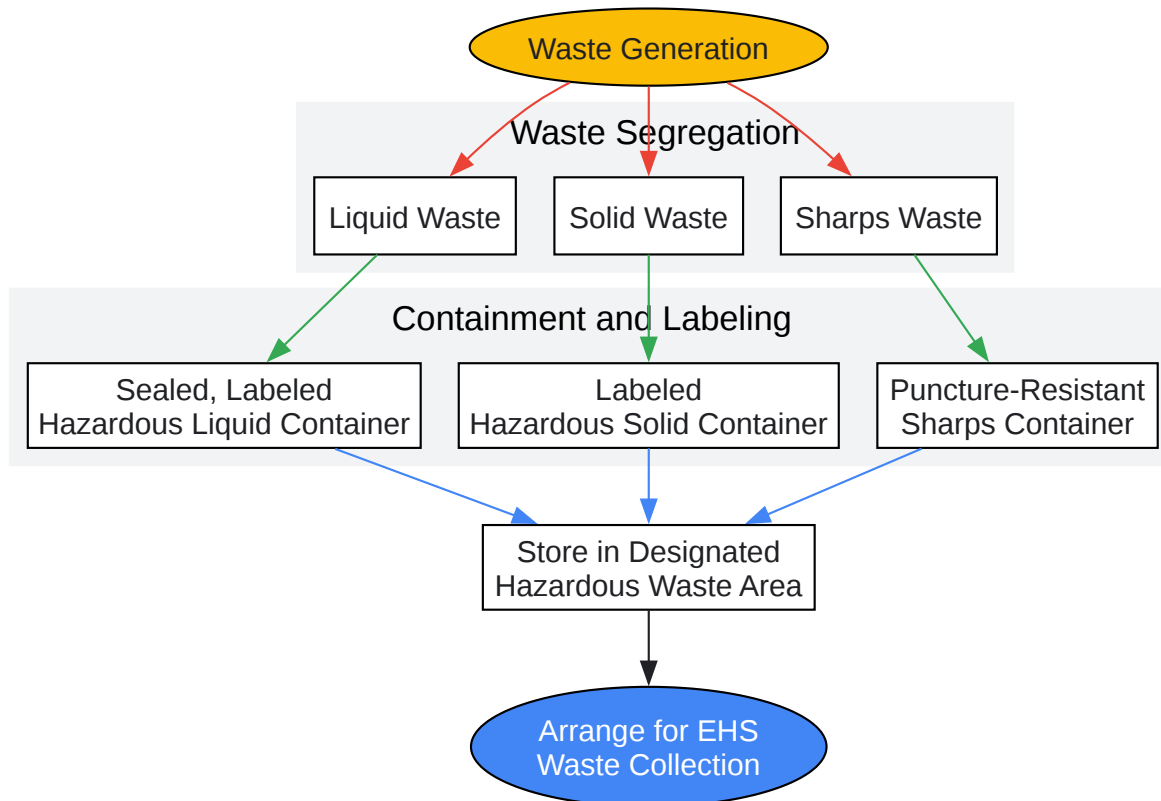 Waste Generation
Waste Segregation
Liquid Waste
Solid Waste
Sharps Waste
Containment and Labeling
Sealed, Labeled
Hazardous Liquid Container
Labeled
Hazardous Solid Container
Puncture-Resistant
Sharps Container
Store in Designated
Hazardous Waste Area
Arrange for EHS
Waste Collection